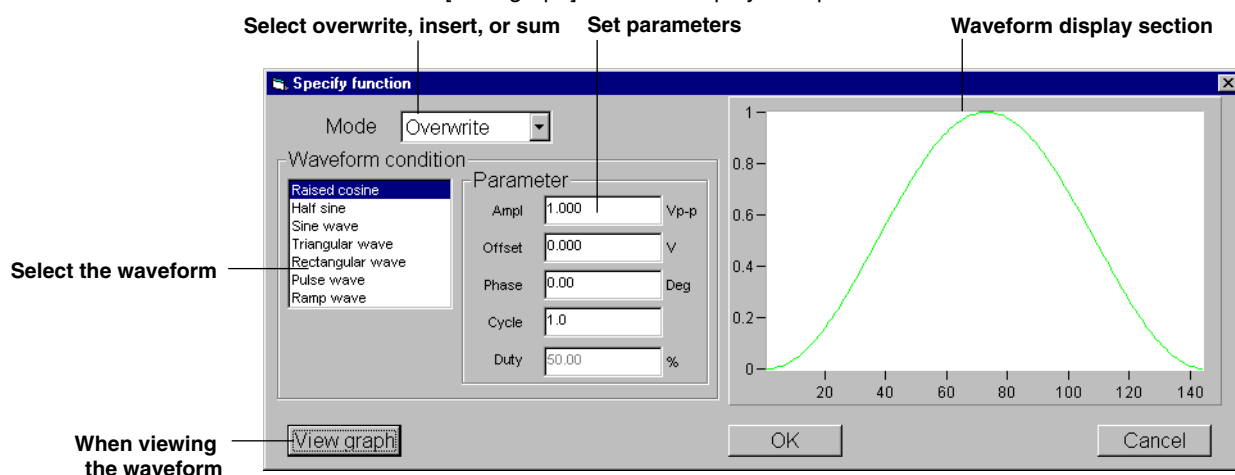 Select overwrite, insert, or sum
Set parameters
Waveform display section
Specify function
Mode
Overwrite
Waveform condition
Raised cosine
Half sine
Sine wave
Triangular wave
Rectangular wave
Pulse wave
Ramp wave
Parameter
Ampl 1.000 Vp-p
Offset 0.000 V
Phase 0.00 Deg
Cycle 1.0
Duty 50.00 %
1
0.8
0.6
0.4
0.2
0
20 40 60 80 100 120 140
Select the waveform
When viewing
the waveform
View graph
OK
Cancel